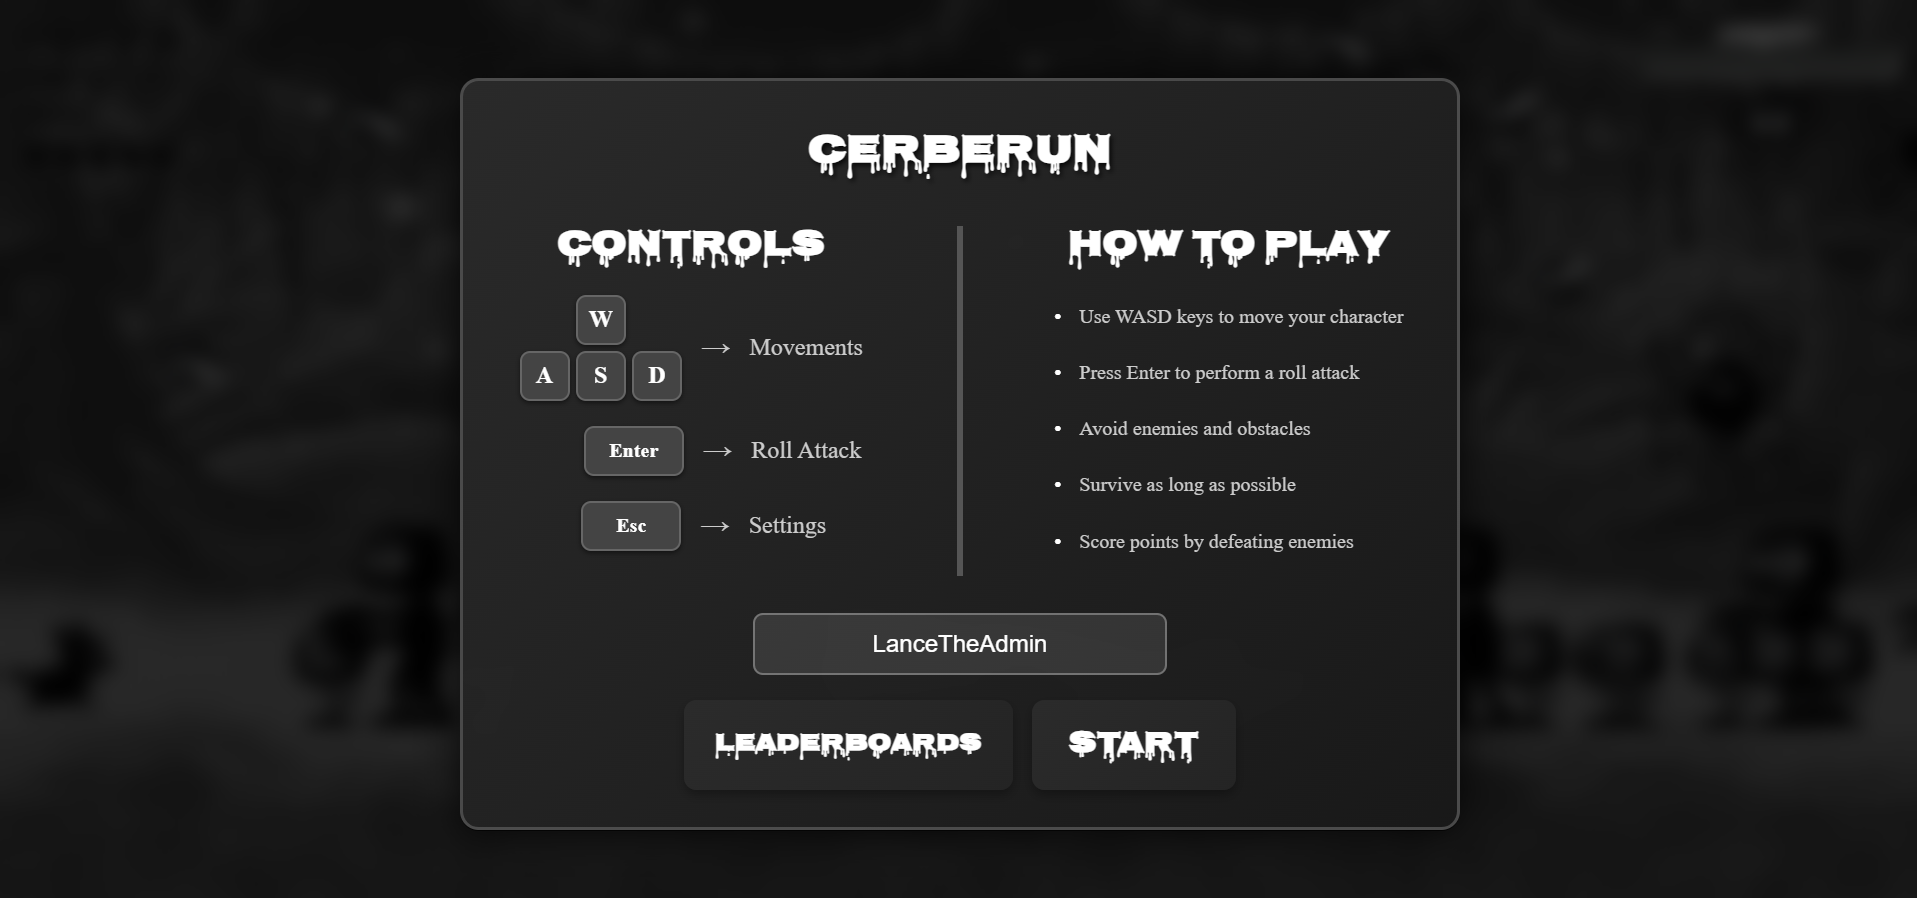 CERBERUN
CONTROLS
W
A S D
→ Movements
Enter → Roll Attack
Esc → Settings
HOW TO PLAY
• Use WASD keys to move your character
• Press Enter to perform a roll attack
• Avoid enemies and obstacles
• Survive as long as possible
• Score points by defeating enemies
LanceTheAdmin
LEADERBOARDS
START